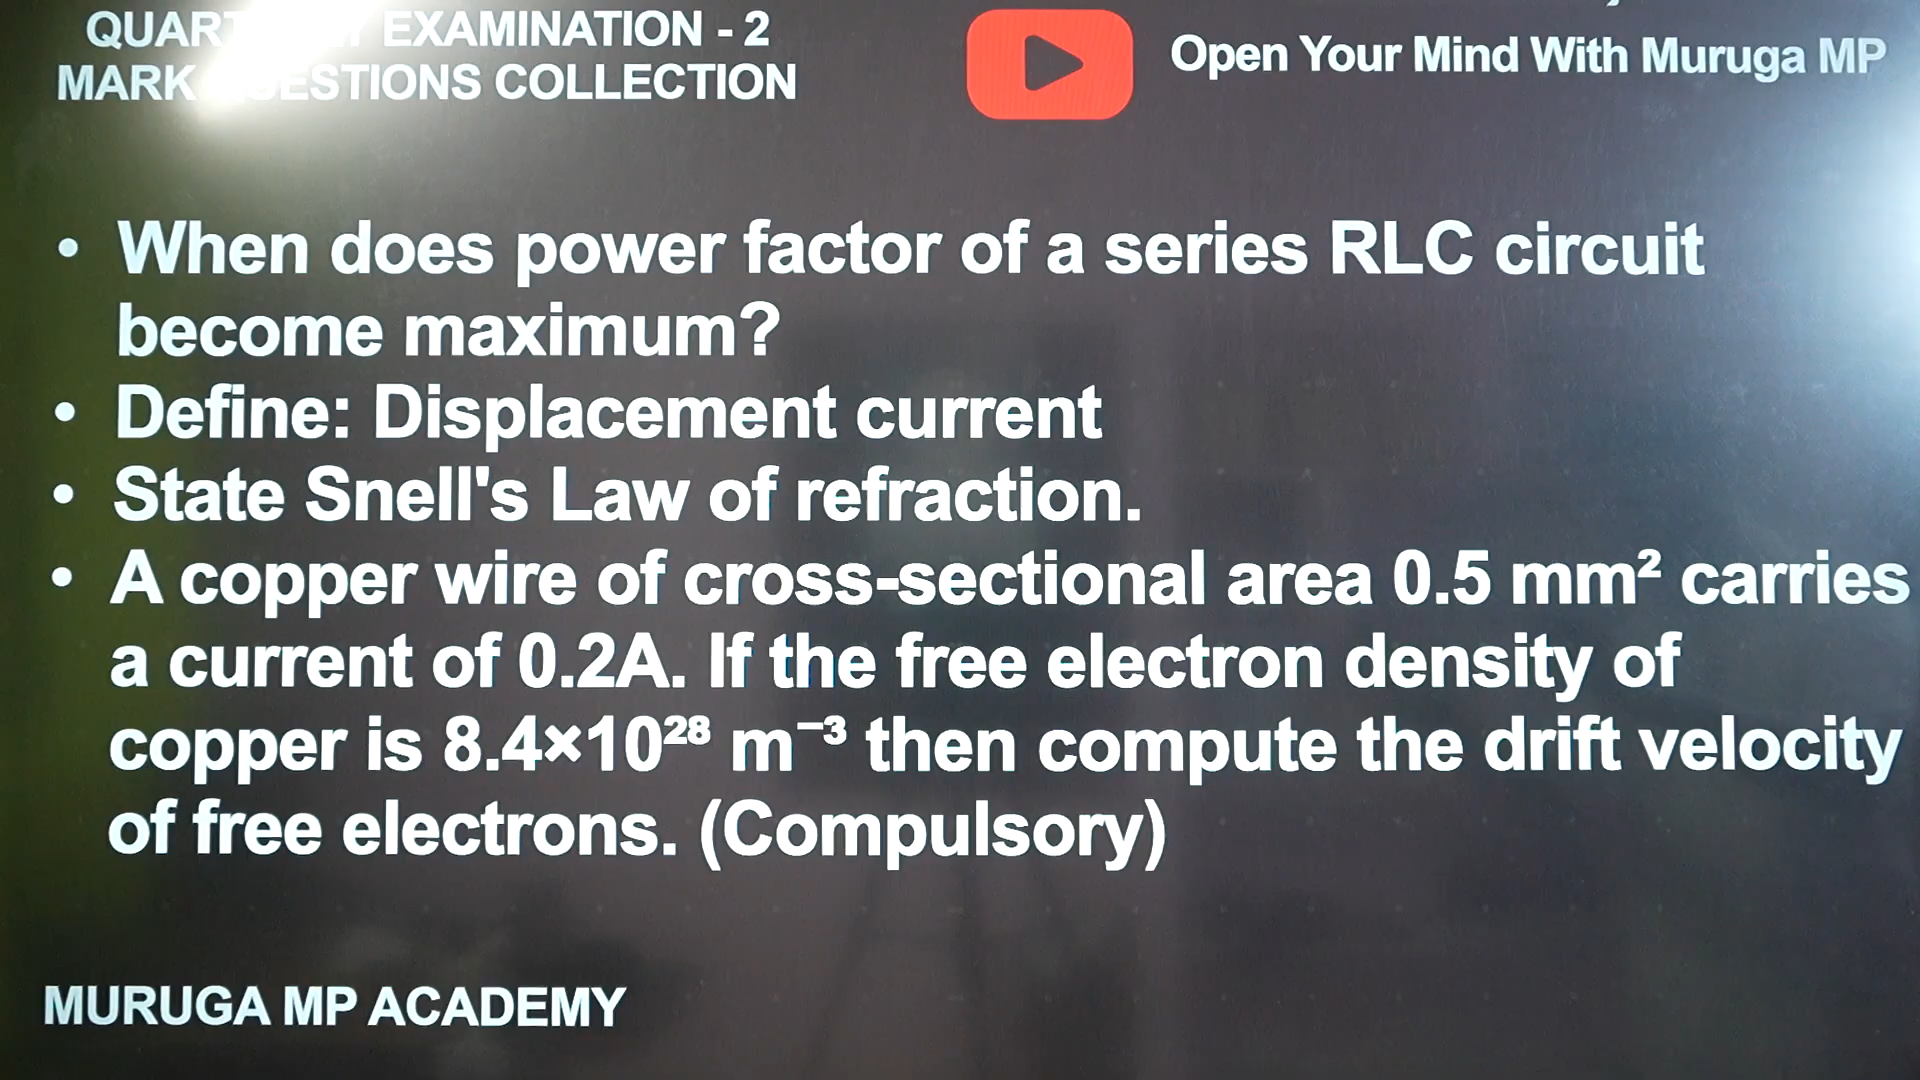 EXAMINATION - 2
MARK QUESTIONS COLLECTION
Open Your Mind With Muruga MP
• When does power factor of a series RLC circuit
become maximum?
• Define: Displacement current
• State Snell's Law of refraction.
• A copper wire of cross-sectional area 0.5 mm² carries
a current of 0.2A. If the free electron density of
copper is 8.4×10²⁸ m⁻³ then compute the drift velocity
of free electrons. (Compulsory)
MURUGA MP ACADEMY